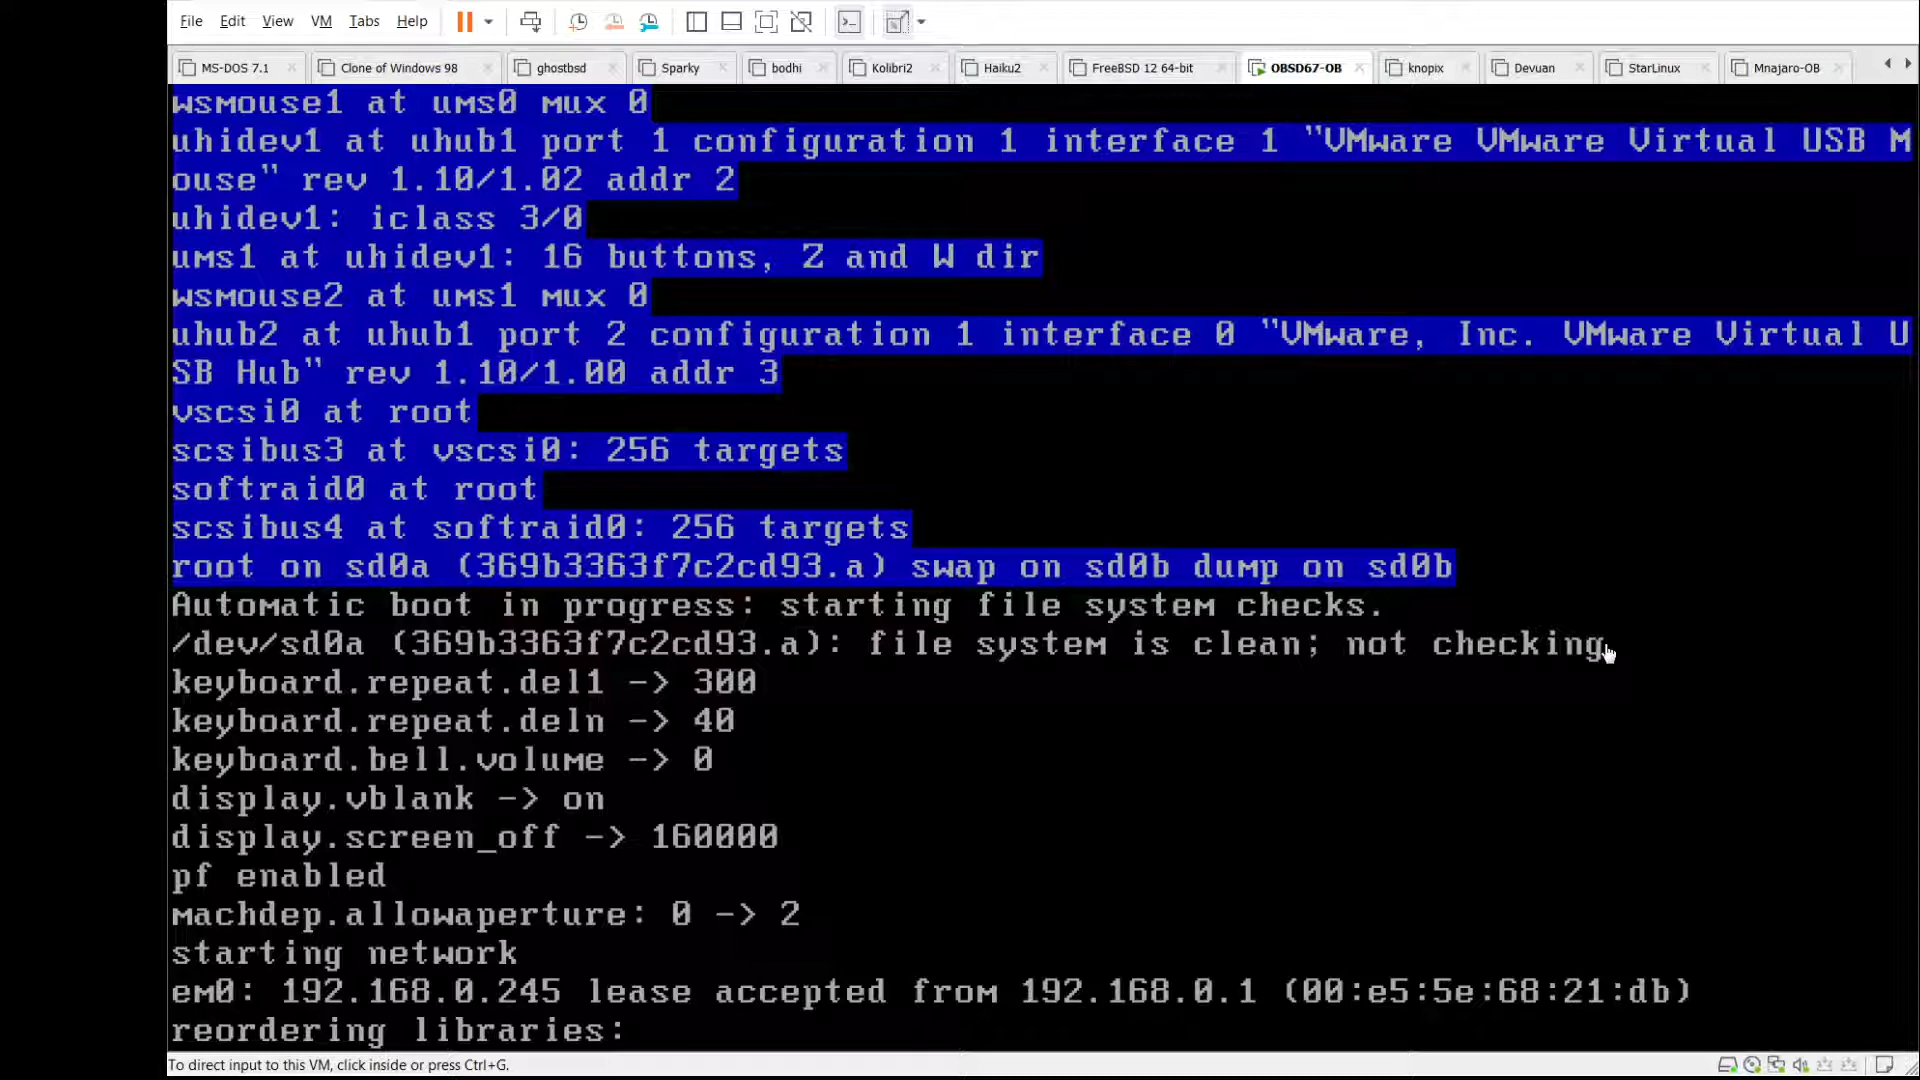 File Edit View VM Tabs Help
MS-DOS 7.1 Clone of Windows 98 ghostbsd Sparky bodhi Kolibri2 Haiku2 FreeBSD 12 64-bit OBSD67-OB knopix Devuan StarLinux Mnajaro-OB
wsmouse1 at ums0 mux 0
uhidev1 at uhub1 port 1 configuration 1 interface 1 "VMware VMware Virtual USB M
ouse" rev 1.10/1.02 addr 2
uhidev1: iclass 3/0
ums1 at uhidev1: 16 buttons, Z and W dir
wsmouse2 at ums1 mux 0
uhub2 at uhub1 port 2 configuration 1 interface 0 "VMware, Inc. VMware Virtual U
SB Hub" rev 1.10/1.00 addr 3
vscsi0 at root
scsibus3 at vscsi0: 256 targets
softraid0 at root
scsibus4 at softraid0: 256 targets
root on sd0a (369b3363f7c2cd93.a) swap on sd0b dump on sd0b
Automatic boot in progress: starting file system checks.
/dev/sd0a (369b3363f7c2cd93.a): file system is clean; not checking
keyboard.repeat.del1 -> 300
keyboard.repeat.deln -> 40
keyboard.bell.volume -> 0
display.vblank -> on
display.screen_off -> 160000
pf enabled
machdep.allowaperture: 0 -> 2
starting network
em0: 192.168.0.245 lease accepted from 192.168.0.1 (00:e5:5e:68:21:db)
reordering libraries:
To direct input to this VM, click inside or press Ctrl+G.